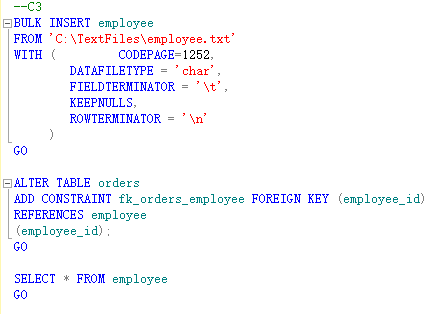 --C3
BULK INSERT employee
FROM 'C:\TextFiles\employee.txt'
WITH (        CODEPAGE=1252,
        DATAFILETYPE = 'char',
        FIELDTERMINATOR = '\t',
        KEEPNULLS,
        ROWTERMINATOR = '\n'
     )
GO

ALTER TABLE orders
ADD CONSTRAINT fk_orders_employee FOREIGN KEY (employee_id)
REFERENCES employee
(employee_id);
GO

SELECT * FROM employee
GO